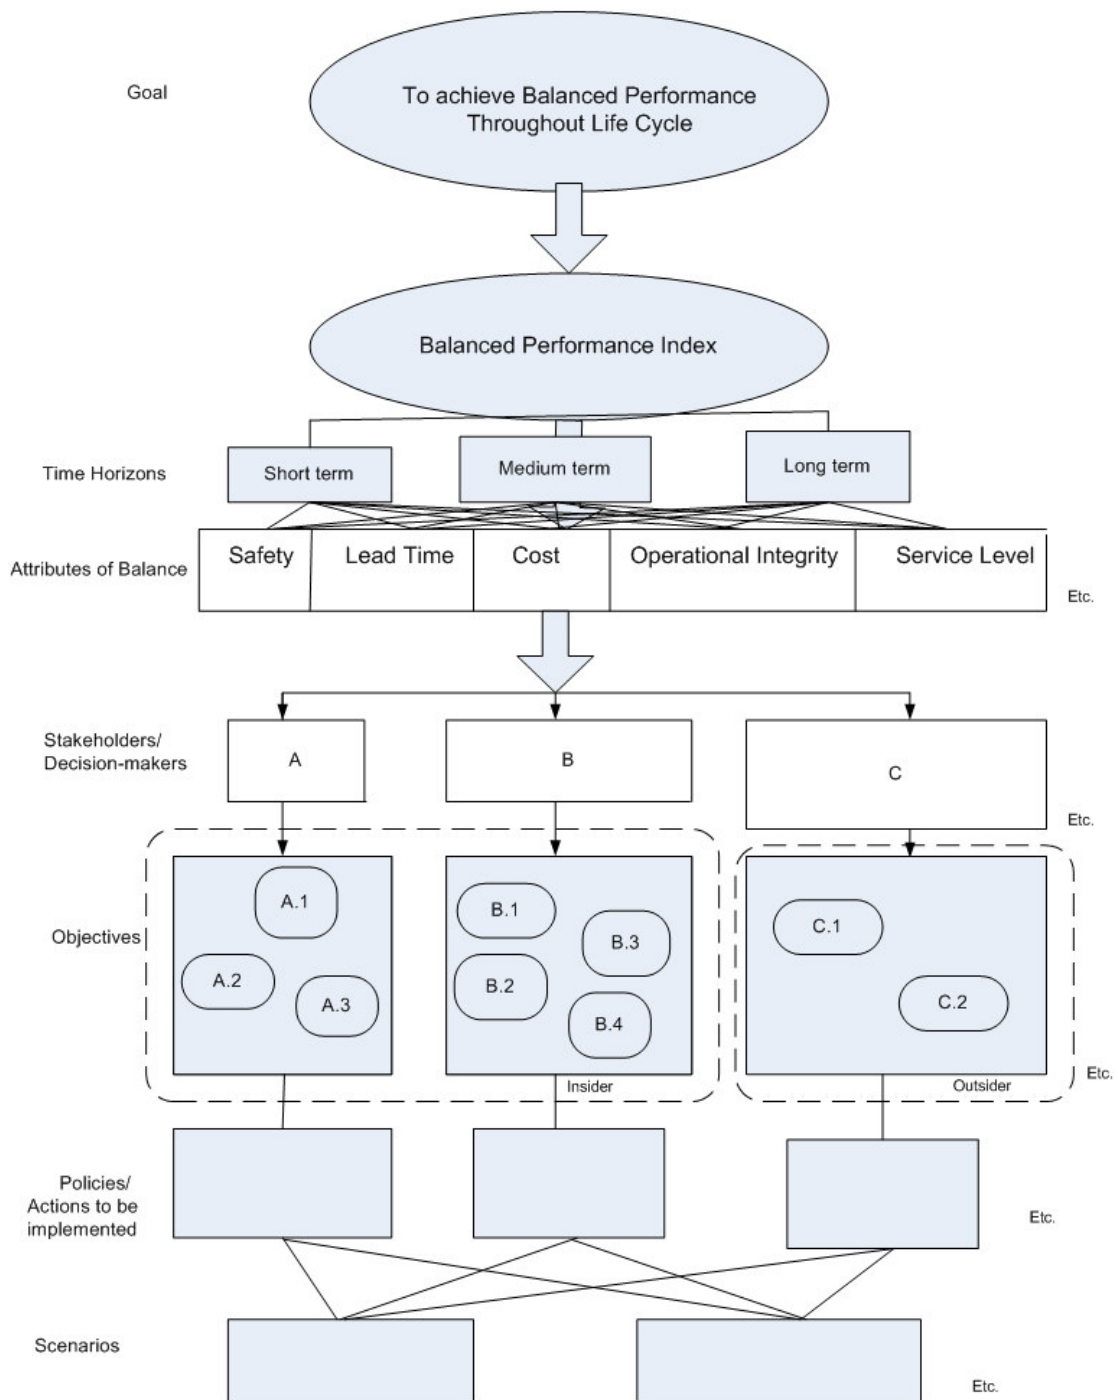 Goal
To achieve Balanced Performance
Throughout Life Cycle
Balanced Performance Index
Time Horizons
Short term
Medium term
Long term
Attributes of Balance
Safety
Lead Time
Cost
Operational Integrity
Service Level
Etc.
Stakeholders/
Decision-makers
A
B
C
Etc.
Objectives
A.1
A.2
A.3
B.1
B.2
B.3
B.4
Insider
C.1
C.2
Outsider
Etc.
Policies/
Actions to be
implemented
Etc.
Scenarios
Etc.